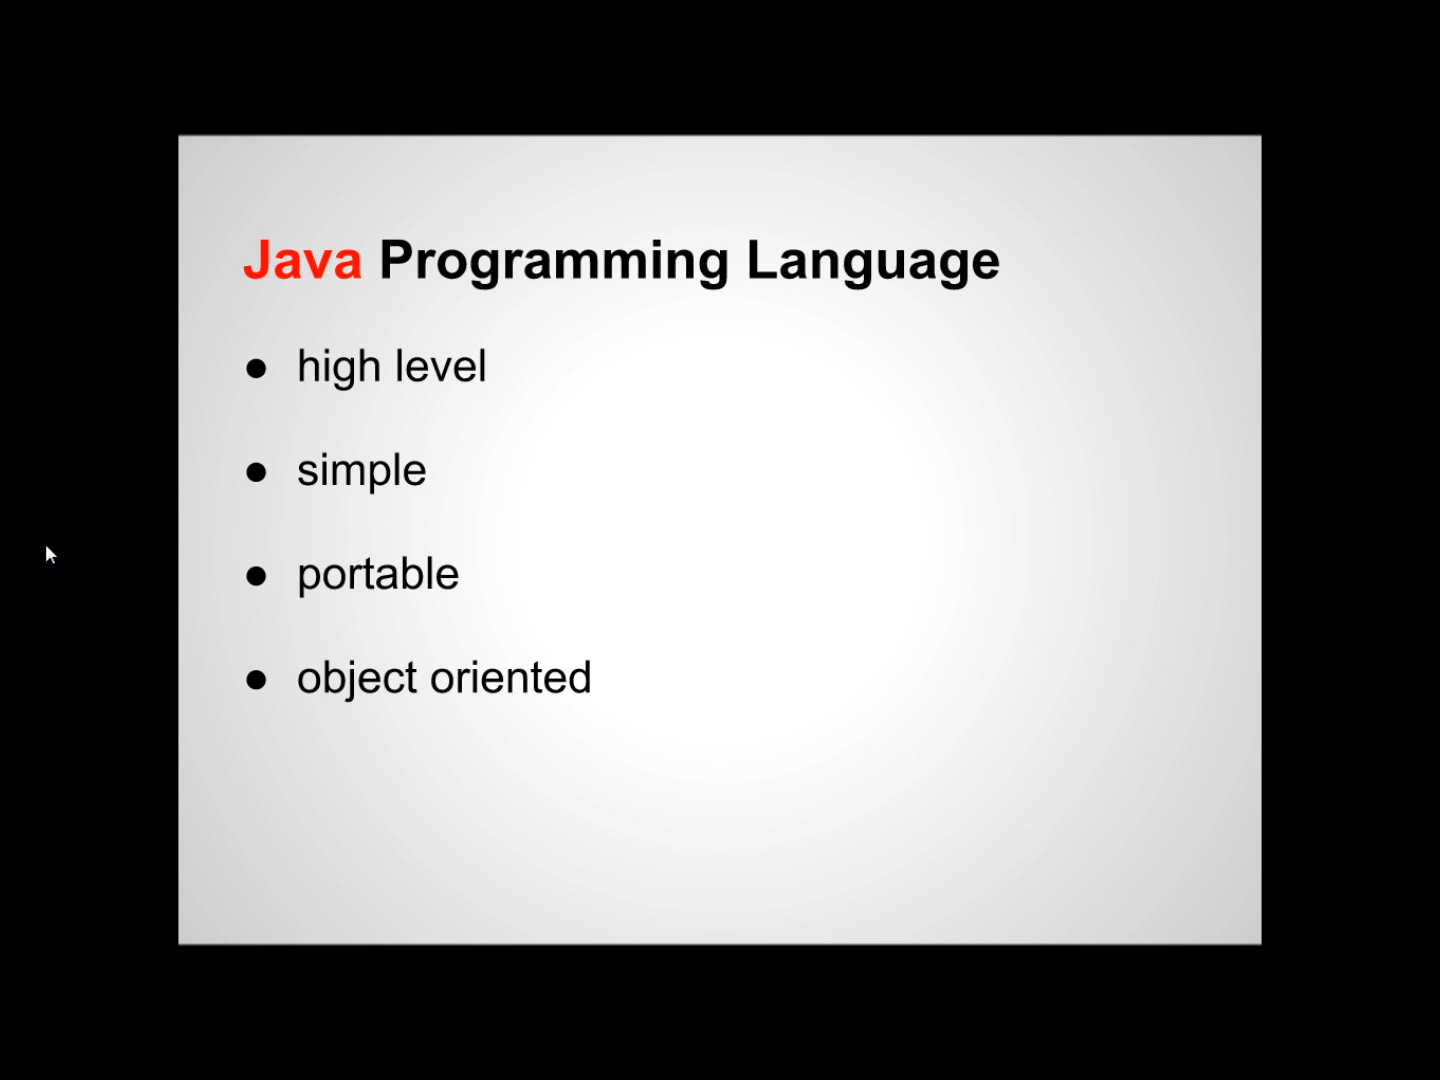 Java Programming Language
● high level
● simple
● portable
● object oriented